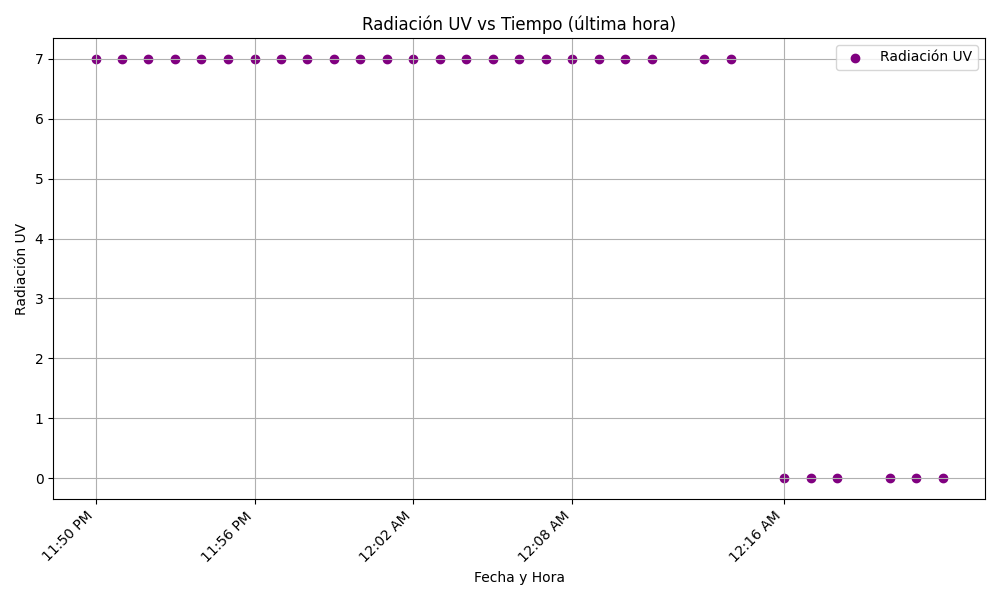 Radiación UV vs Tiempo (última hora)
Radiación UV
7
6
5
4
3
2
1
0
Radiación UV
11:50 PM
11:56 PM
12:02 AM
12:08 AM
12:16 AM
Fecha y Hora